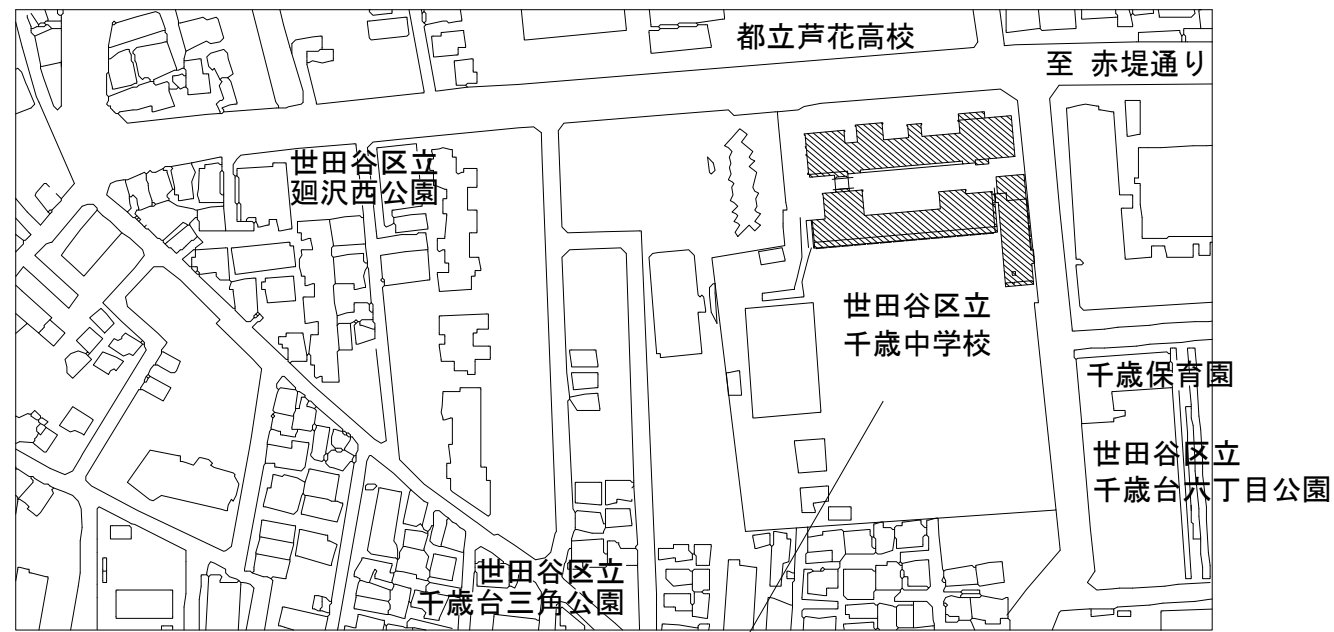 都立芦花高校
至 赤堤通り
世田谷区立
廻沢西公園
世田谷区立
千歳中学校
千歳保育園
世田谷区立
千歳台六丁目公園
世田谷区立
千歳台三角公園